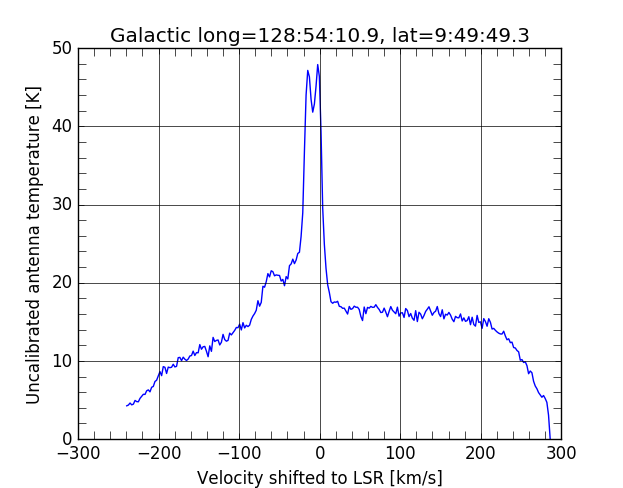 Galactic long=128:54:10.9, lat=9:49:49.3
Uncalibrated antenna temperature [K]
50
40
30
20
10
0
−300 −200 −100 0 100 200 300
Velocity shifted to LSR [km/s]